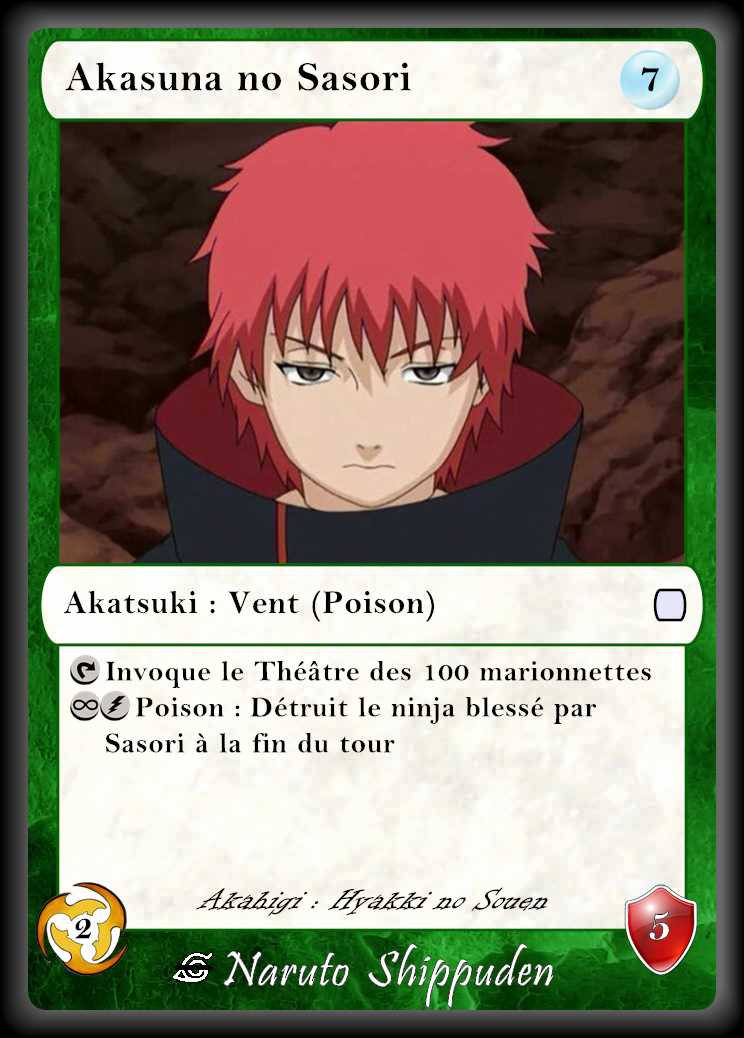 Akasuna no Sasori
7
Akatsuki : Vent (Poison)
Invoque le Théâtre des 100 marionnettes
Poison : Détruit le ninja blessé par
Sasori à la fin du tour
Akahigi : Hyakki no Souen
2
5
Naruto Shippuden